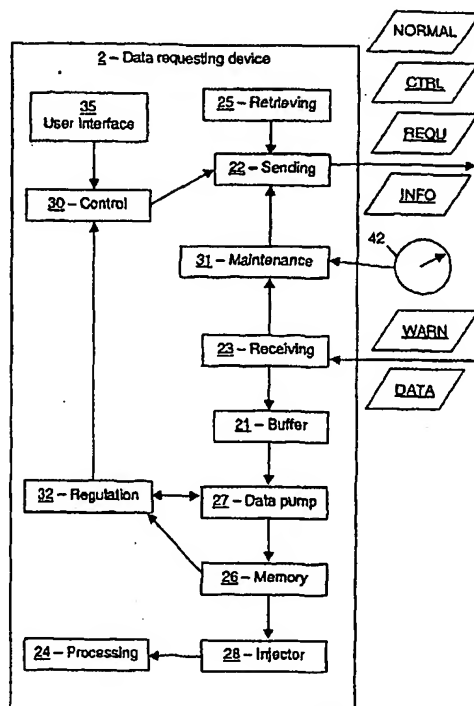 NORMAL
2 – Data requesting device
CTRL
35
User Interface
25 – Retrieving
REQU
22 – Sending
30 – Control
INFO
42
31 – Maintenance
WARN
23 – Receiving
DATA
21 – Buffer
32 – Regulation
27 – Data pump
26 – Memory
24 – Processing
28 – Injector